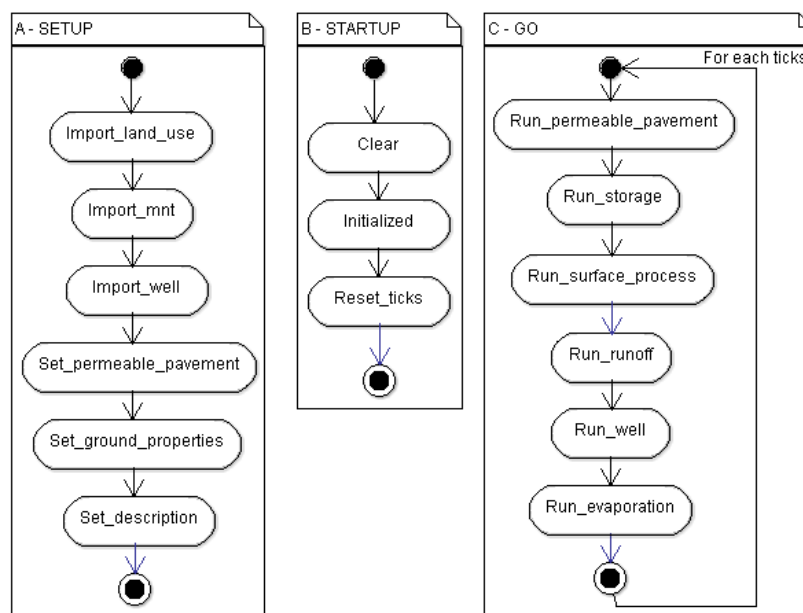 A - SETUP
Import_land_use
Import_mnt
Import_well
Set_permeable_pavement
Set_ground_properties
Set_description
B - STARTUP
Clear
Initialized
Reset_ticks
C - GO
For each ticks
Run_permeable_pavement
Run_storage
Run_surface_process
Run_runoff
Run_well
Run_evaporation